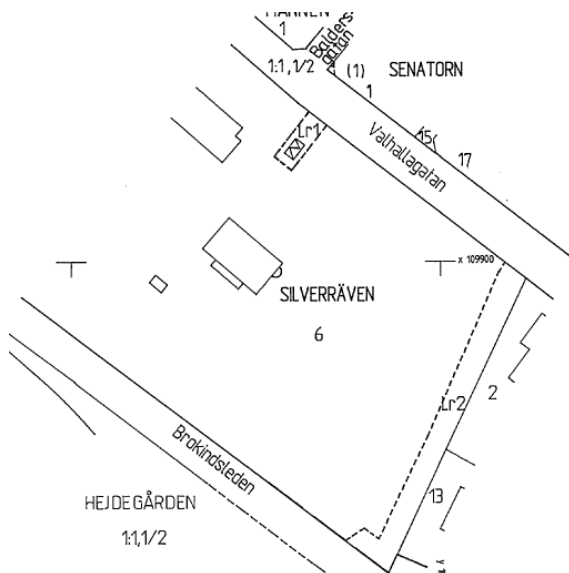 MANNEN
1
Balders-
gatan
1:1,1/2
(1)
SENATORN
1
Lr1
Valhallagatan
15
17
x 109900
SILVERRÄVEN
6
2
Lr2
Brokindsleden
13
HEJDEGÅRDEN
1:1,1/2